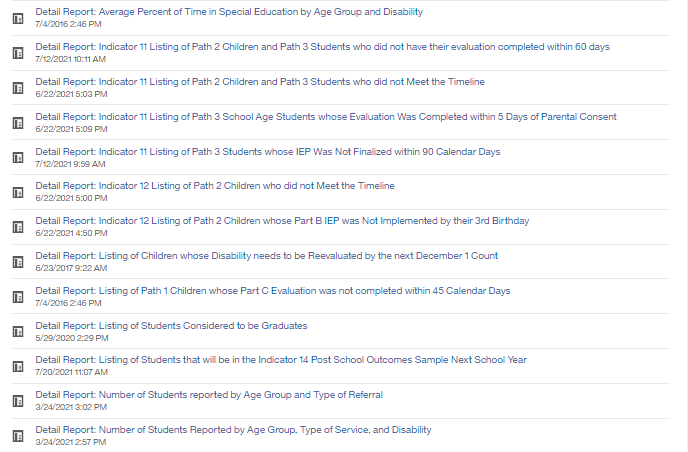 Detail Report: Average Percent of Time in Special Education by Age Group and Disability
7/4/2016 2:46 PM
Detail Report: Indicator 11 Listing of Path 2 Children and Path 3 Students who did not have their evaluation completed within 60 days
7/12/2021 10:11 AM
Detail Report: Indicator 11 Listing of Path 2 Children and Path 3 Students who did not Meet the Timeline
6/22/2021 5:03 PM
Detail Report: Indicator 11 Listing of Path 3 School Age Students whose Evaluation Was Completed within 5 Days of Parental Consent
6/22/2021 5:09 PM
Detail Report: Indicator 11 Listing of Path 3 Students whose IEP Was Not Finalized within 90 Calendar Days
7/12/2021 9:59 AM
Detail Report: Indicator 12 Listing of Path 2 Children who did not Meet the Timeline
6/22/2021 5:00 PM
Detail Report: Indicator 12 Listing of Path 2 Children whose Part B IEP was Not Implemented by their 3rd Birthday
6/22/2021 4:50 PM
Detail Report: Listing of Children whose Disability needs to be Reevaluated by the next December 1 Count
6/23/2017 9:22 AM
Detail Report: Listing of Path 1 Children whose Part C Evaluation was not completed within 45 Calendar Days
7/4/2016 2:46 PM
Detail Report: Listing of Students Considered to be Graduates
5/29/2020 2:29 PM
Detail Report: Listing of Students that will be in the Indicator 14 Post School Outcomes Sample Next School Year
7/20/2021 11:07 AM
Detail Report: Number of Students reported by Age Group and Type of Referral
3/24/2021 3:02 PM
Detail Report: Number of Students Reported by Age Group, Type of Service, and Disability
3/24/2021 2:57 PM